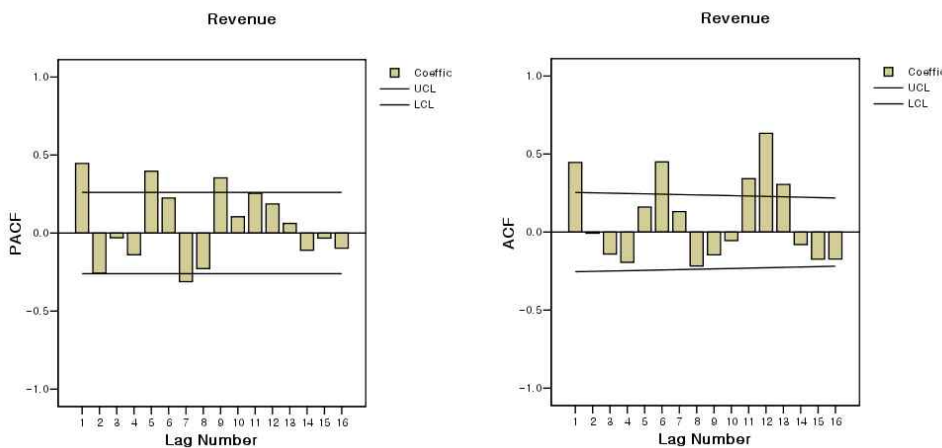 Revenue
Coeffic
UCL
LCL
1.0
0.5
0.0
−0.5
−1.0
PACF
1 2 3 4 5 6 7 8 9 10 11 12 13 14 15 16
Lag Number
Revenue
Coeffic
UCL
LCL
1.0
0.5
0.0
−0.5
−1.0
ACF
1 2 3 4 5 6 7 8 9 10 11 12 13 14 15 16
Lag Number